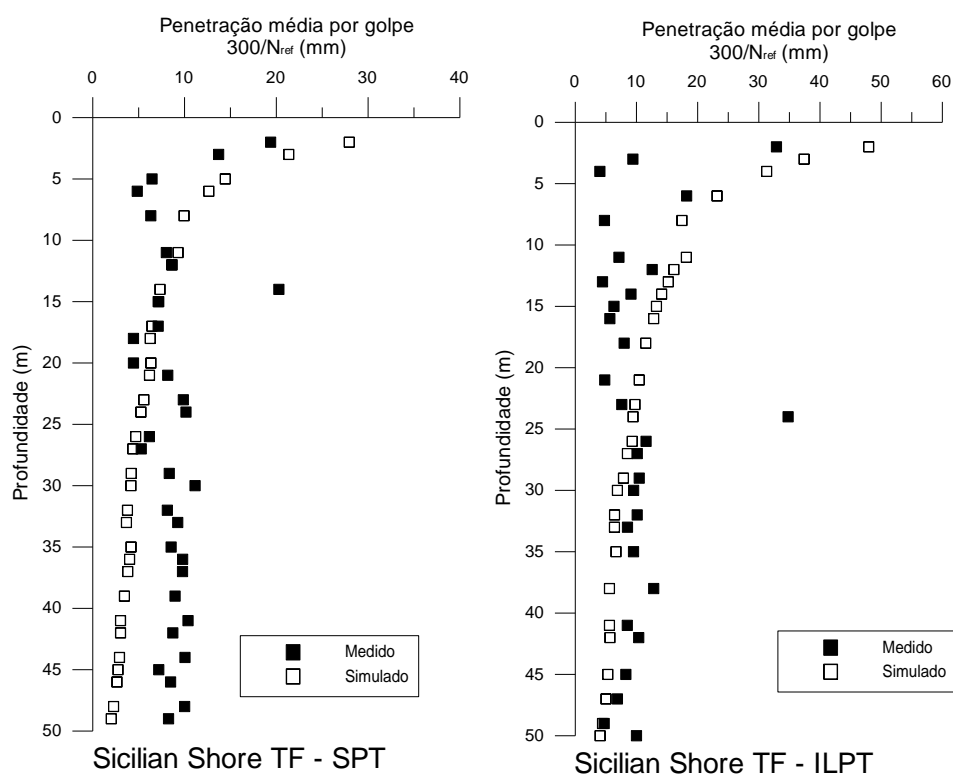 Penetração média por golpe
300/Nref (mm)
0 10 20 30 40
0
5
10
15
20
25
30
35
40
45
50
Profundidade (m)
Medido
Simulado
Sicilian Shore TF - SPT
Penetração média por golpe
300/Nref (mm)
0 10 20 30 40 50 60
0
5
10
15
20
25
30
35
40
45
50
Profundidade (m)
Medido
Simulado
Sicilian Shore TF - ILPT